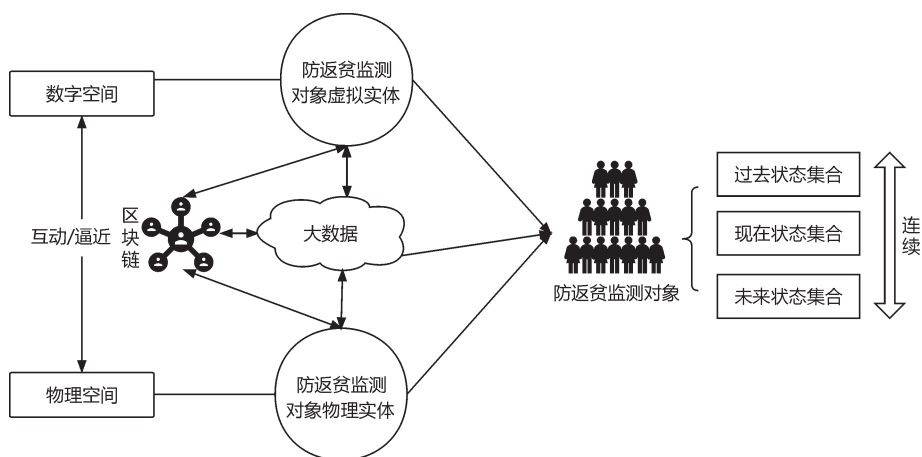 防返贫监测
对象虚拟实体
数字空间
互动/逼近
区块链
大数据
物理空间
防返贫监测
对象物理实体
防返贫监测对象
过去状态集合
现在状态集合
未来状态集合
连续